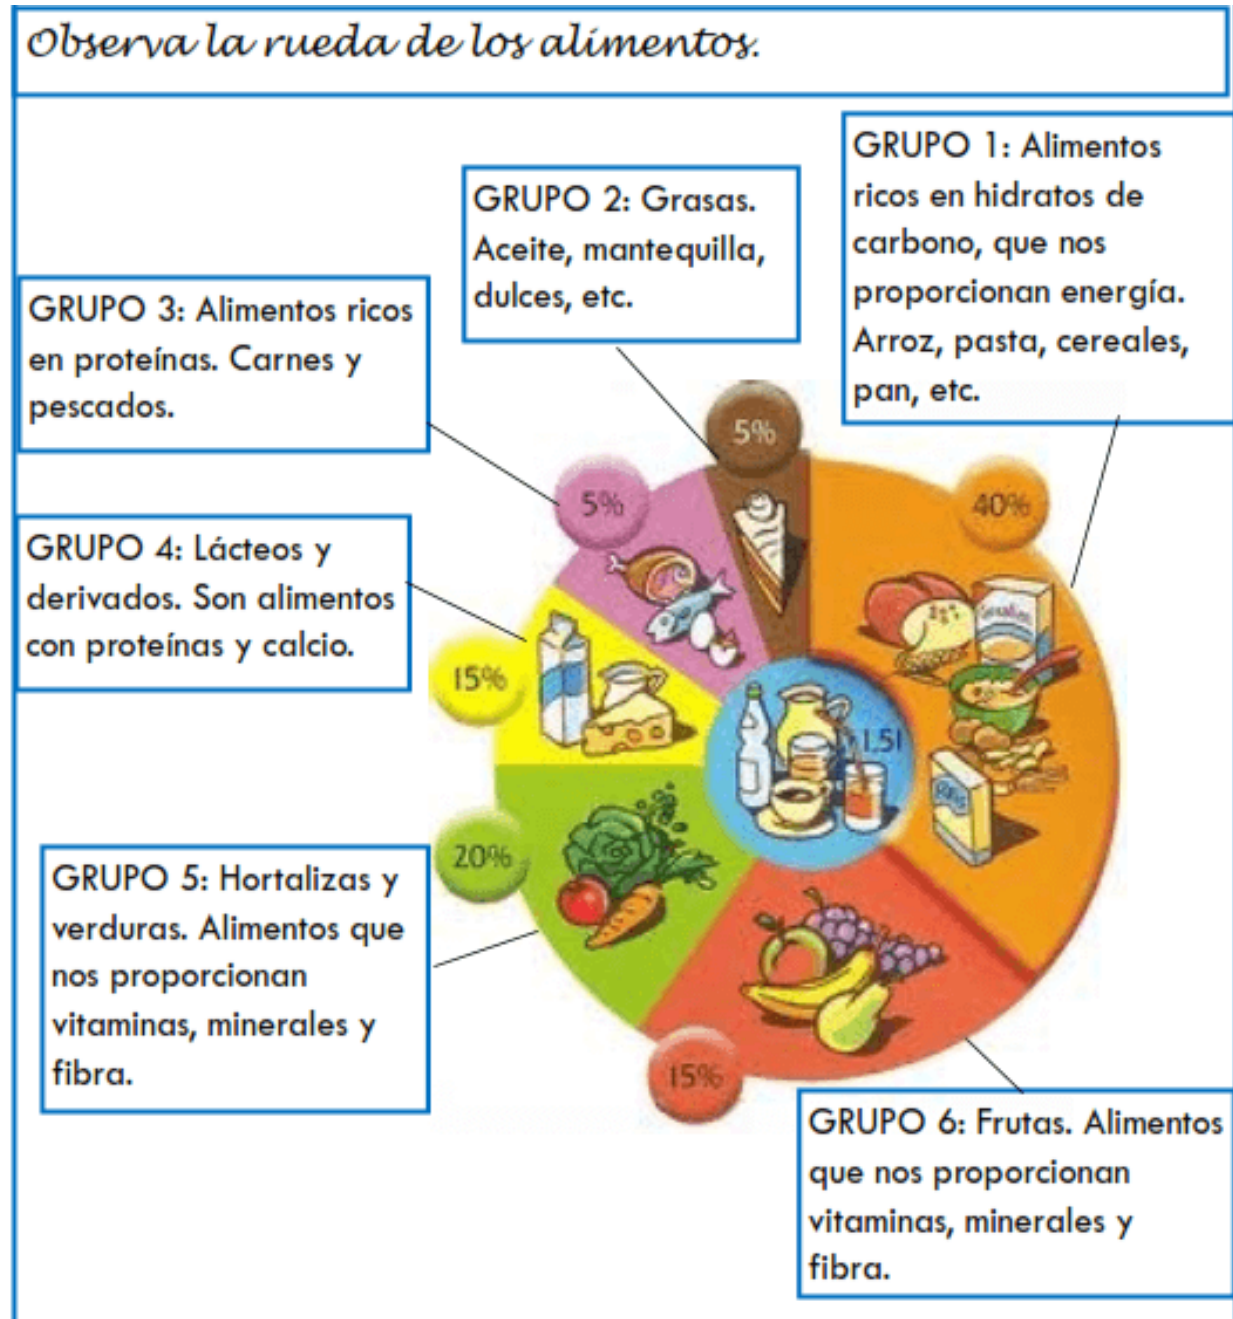 Observa la rueda de los alimentos.
GRUPO 1: Alimentos
ricos en hidratos de
carbono, que nos
proporcionan energía.
Arroz, pasta, cereales,
pan, etc.
GRUPO 2: Grasas.
Aceite, mantequilla,
dulces, etc.
GRUPO 3: Alimentos ricos
en proteínas. Carnes y
pescados.
GRUPO 4: Lácteos y
derivados. Son alimentos
con proteínas y calcio.
GRUPO 5: Hortalizas y
verduras. Alimentos que
nos proporcionan
vitaminas, minerales y
fibra.
GRUPO 6: Frutas. Alimentos
que nos proporcionan
vitaminas, minerales y
fibra.
5%
40%
5%
15%
1,5l
20%
15%